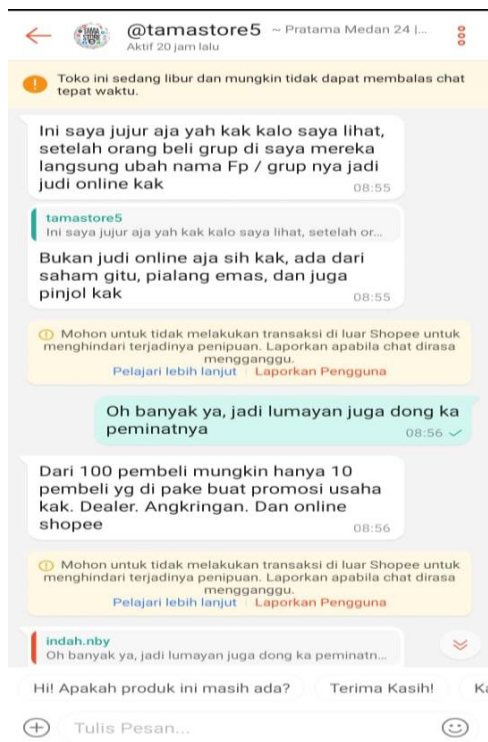 @tamastore5 ~ Pratama Medan 24 |...
Aktif 20 jam lalu
Toko ini sedang libur dan mungkin tidak dapat membalas chat
tepat waktu.
Ini saya jujur aja yah kak kalo saya lihat,
setelah orang beli grup di saya mereka
langsung ubah nama Fp / grup nya jadi
judi online kak
08:55
tamastore5
Ini saya jujur aja yah kak kalo saya lihat, setelah or...
Bukan judi online aja sih kak, ada dari
saham gitu, pialang emas, dan juga
pinjol kak
08:55
Mohon untuk tidak melakukan transaksi di luar Shopee untuk
menghindari terjadinya penipuan. Laporkan apabila chat dirasa
mengganggu.
Pelajari lebih lanjut | Laporkan Pengguna
Oh banyak ya, jadi lumayan juga dong ka
peminatnya
08:56
Dari 100 pembeli mungkin hanya 10
pembeli yg di pake buat promosi usaha
kak. Dealer. Angkringan. Dan online
shopee
08:56
Mohon untuk tidak melakukan transaksi di luar Shopee untuk
menghindari terjadinya penipuan. Laporkan apabila chat dirasa
mengganggu.
Pelajari lebih lanjut | Laporkan Pengguna
indah.nby
Oh banyak ya, jadi lumayan juga dong ka peminatn...
Hi! Apakah produk ini masih ada? Terima Kasih! Ka
Tulis Pesan...